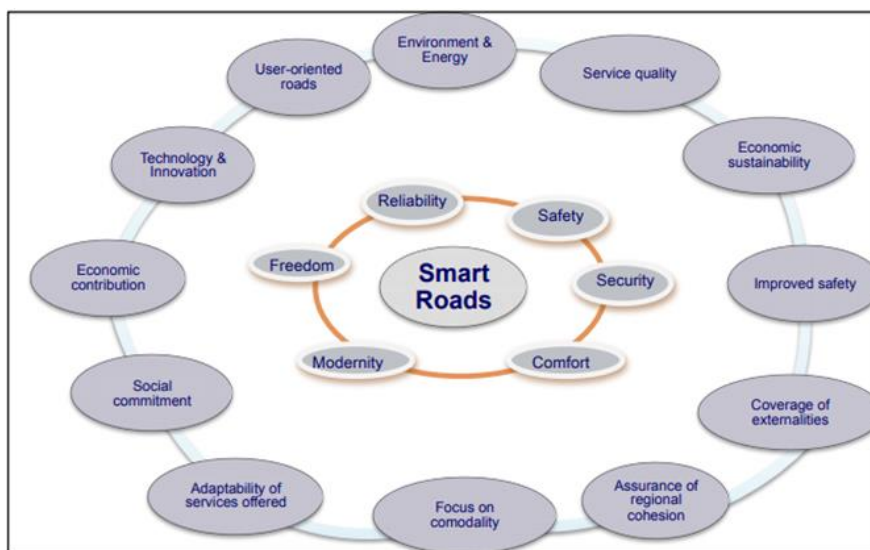 Environment &
Energy
User-oriented
roads
Service quality
Technology &
Innovation
Economic
sustainability
Reliability
Safety
Freedom
Smart
Roads
Security
Economic
contribution
Improved safety
Modernity
Comfort
Social
commitment
Coverage of
externalities
Adaptability of
services offered
Focus on
comodality
Assurance of
regional
cohesion